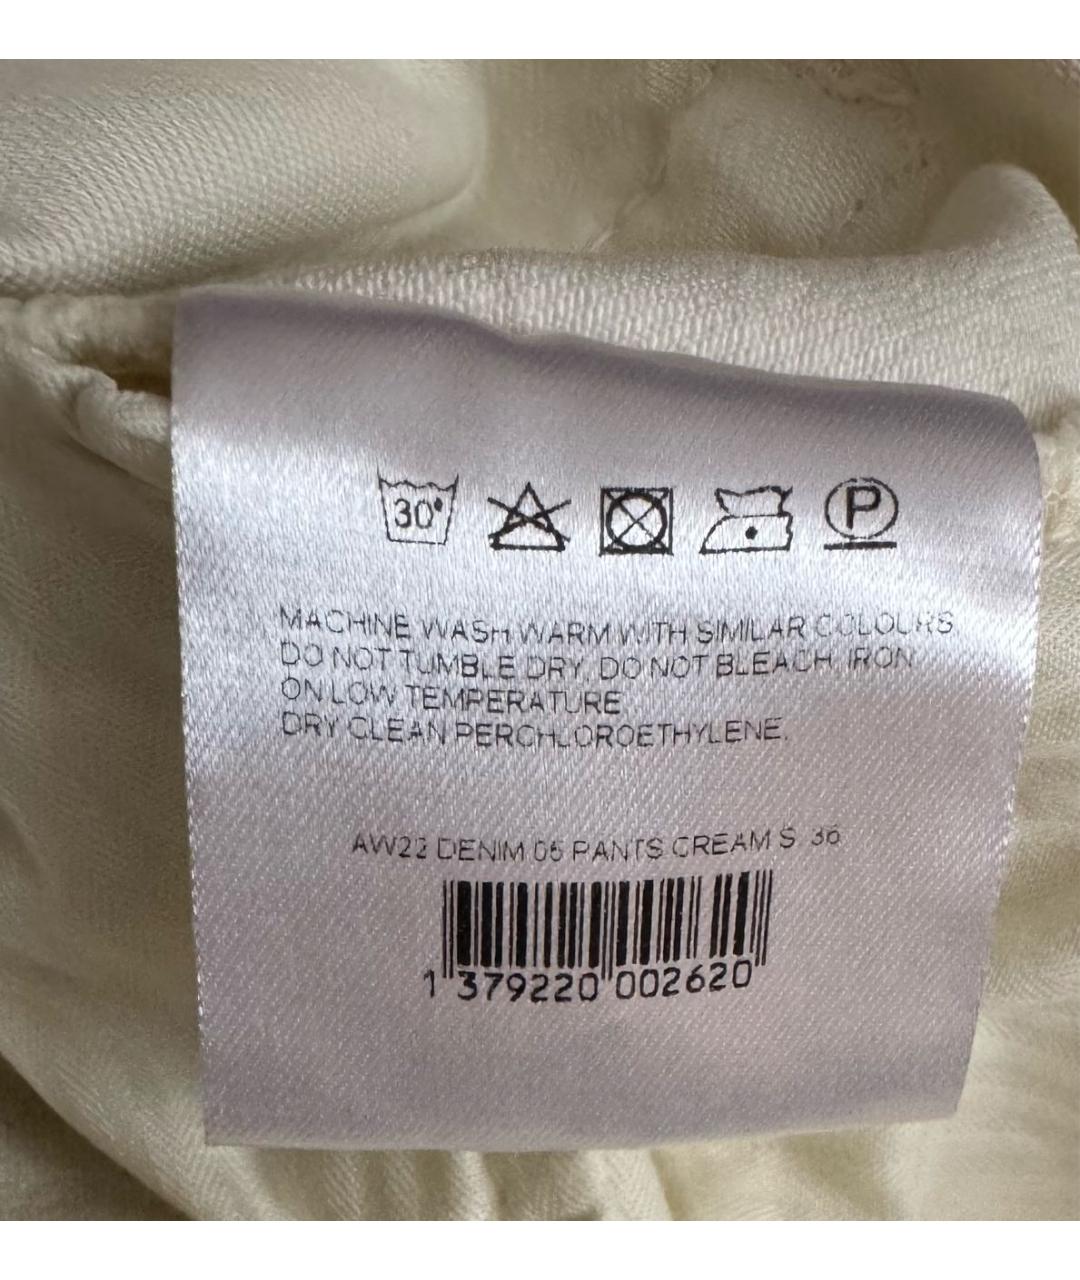 30°
P
MACHINE WASH WARM WITH SIMILAR COLOURS
DO NOT TUMBLE DRY. DO NOT BLEACH. IRON
ON LOW TEMPERATURE
DRY CLEAN PERCHLOROETHYLENE.
AW22 DENIM 05 PANTS CREAM S 36
1 379220 002620